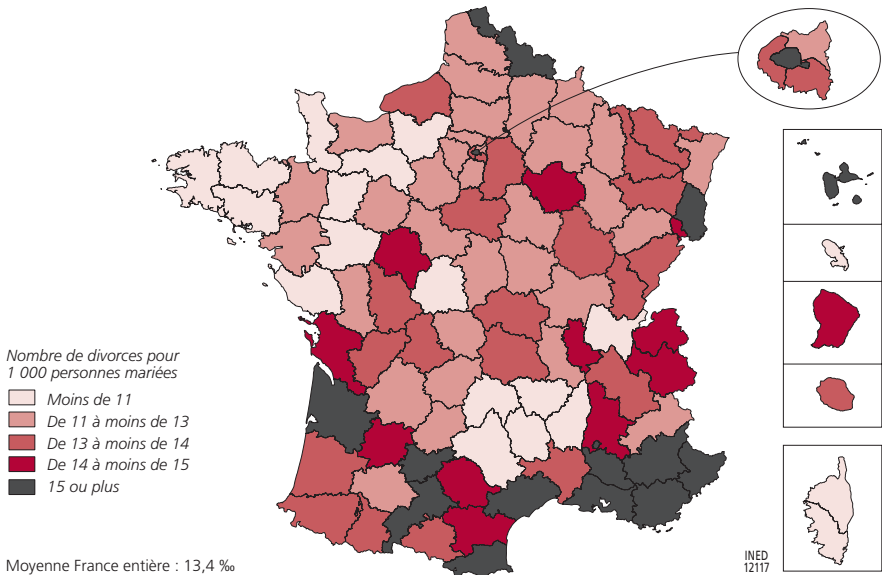 Nombre de divorces pour
1 000 personnes mariées
Moins de 11
De 11 à moins de 13
De 13 à moins de 14
De 14 à moins de 15
15 ou plus
Moyenne France entière : 13,4 ‰
INED
12117